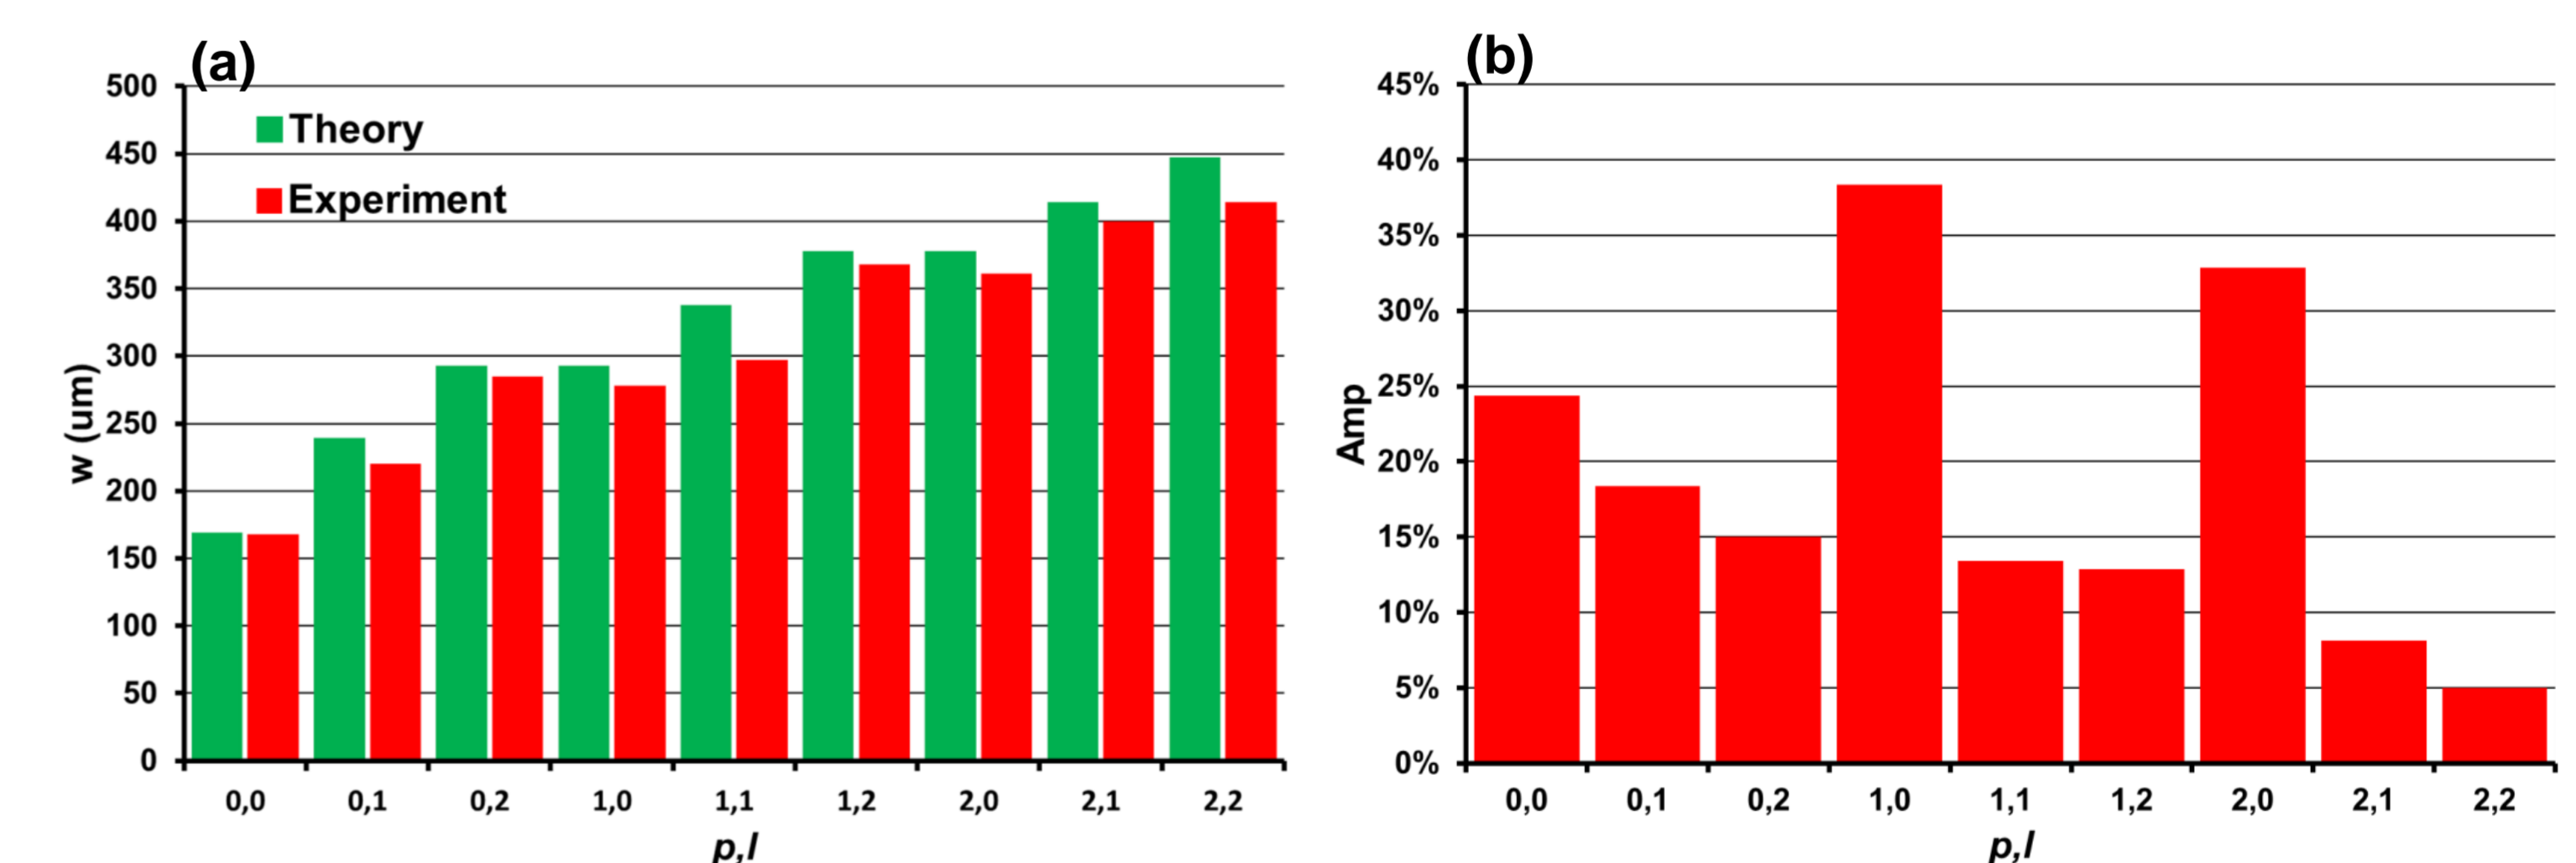 (a)
500
450
400
350
300
250
200
150
100
50
0
w (um)
Theory
Experiment
0,0 0,1 0,2 1,0 1,1 1,2 2,0 2,1 2,2
p,l
(b)
45%
40%
35%
30%
25%
20%
15%
10%
5%
0%
Amp
0,0 0,1 0,2 1,0 1,1 1,2 2,0 2,1 2,2
p,l